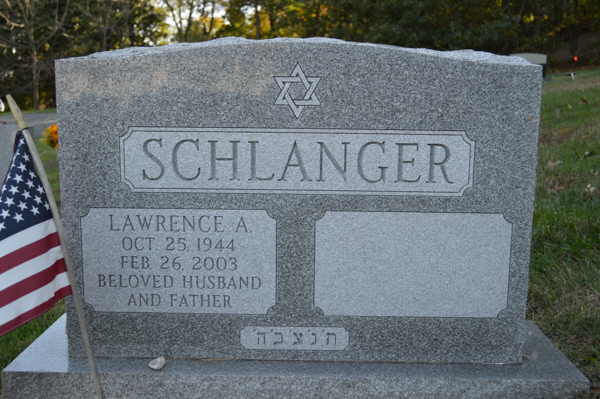 SCHLANGER
LAWRENCE A.
OCT. 25, 1944
FEB. 26, 2003
BELOVED HUSBAND
AND FATHER
ת'נ'צ'ב'ה'